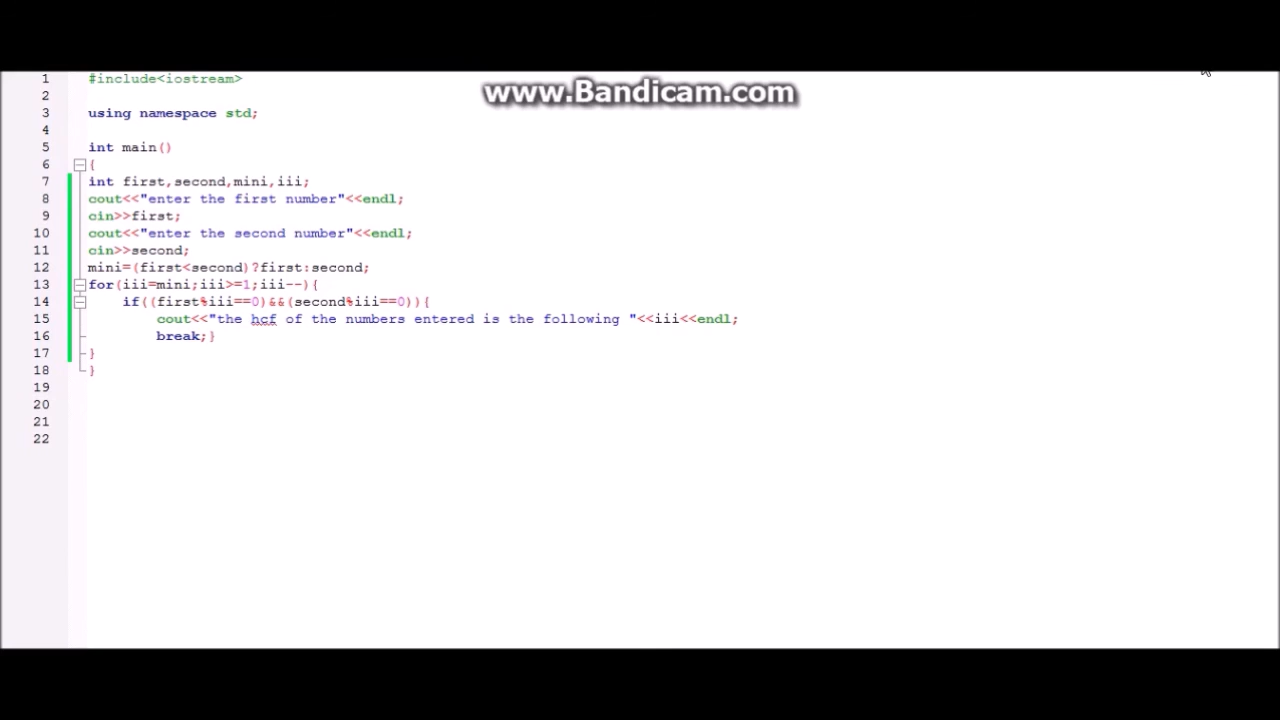 www.Bandicam.com
1 #include<iostream>
2
3 using namespace std;
4
5 int main()
6 {
7 int first,second,mini,iii;
8 cout<<"enter the first number"<<endl;
9 cin>>first;
10 cout<<"enter the second number"<<endl;
11 cin>>second;
12 mini=(first<second)?first:second;
13 for(iii=mini;iii>=1;iii--){
14 if((first%iii==0)&&(second%iii==0)){
15 cout<<"the hcf of the numbers entered is the following "<<iii<<endl;
16 break;}
17 }
18 }
19
20
21
22